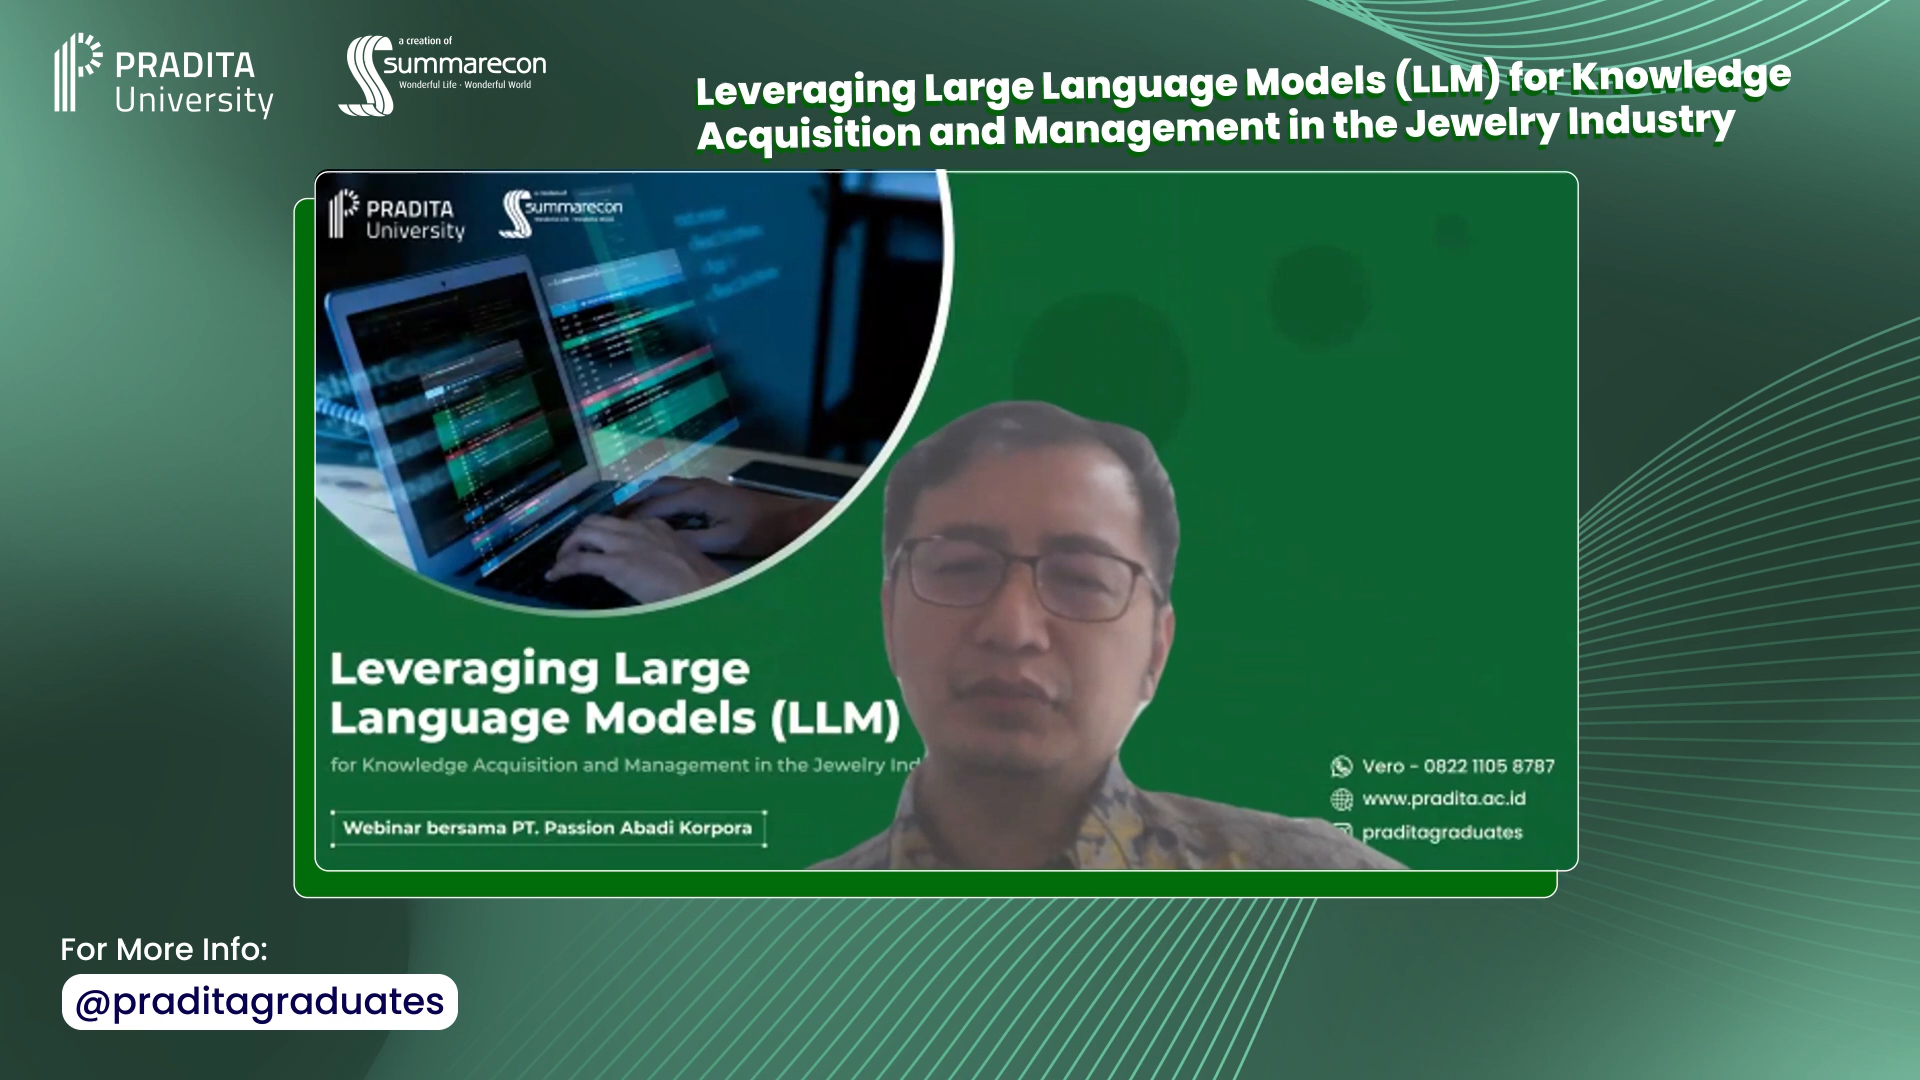 PRADITA
University
a creation of
summarecon
Wonderful Life · Wonderful World
Leveraging Large Language Models (LLM) for Knowledge
Acquisition and Management in the Jewelry Industry
PRADITA
University
summarecon
Leveraging Large
Language Models (LLM)
for Knowledge Acquisition and Management in the Jewelry Ind
Webinar bersama PT. Passion Abadi Korpora
Vero - 0822 1105 8787
www.pradita.ac.id
praditagraduates
For More Info:
@praditagraduates